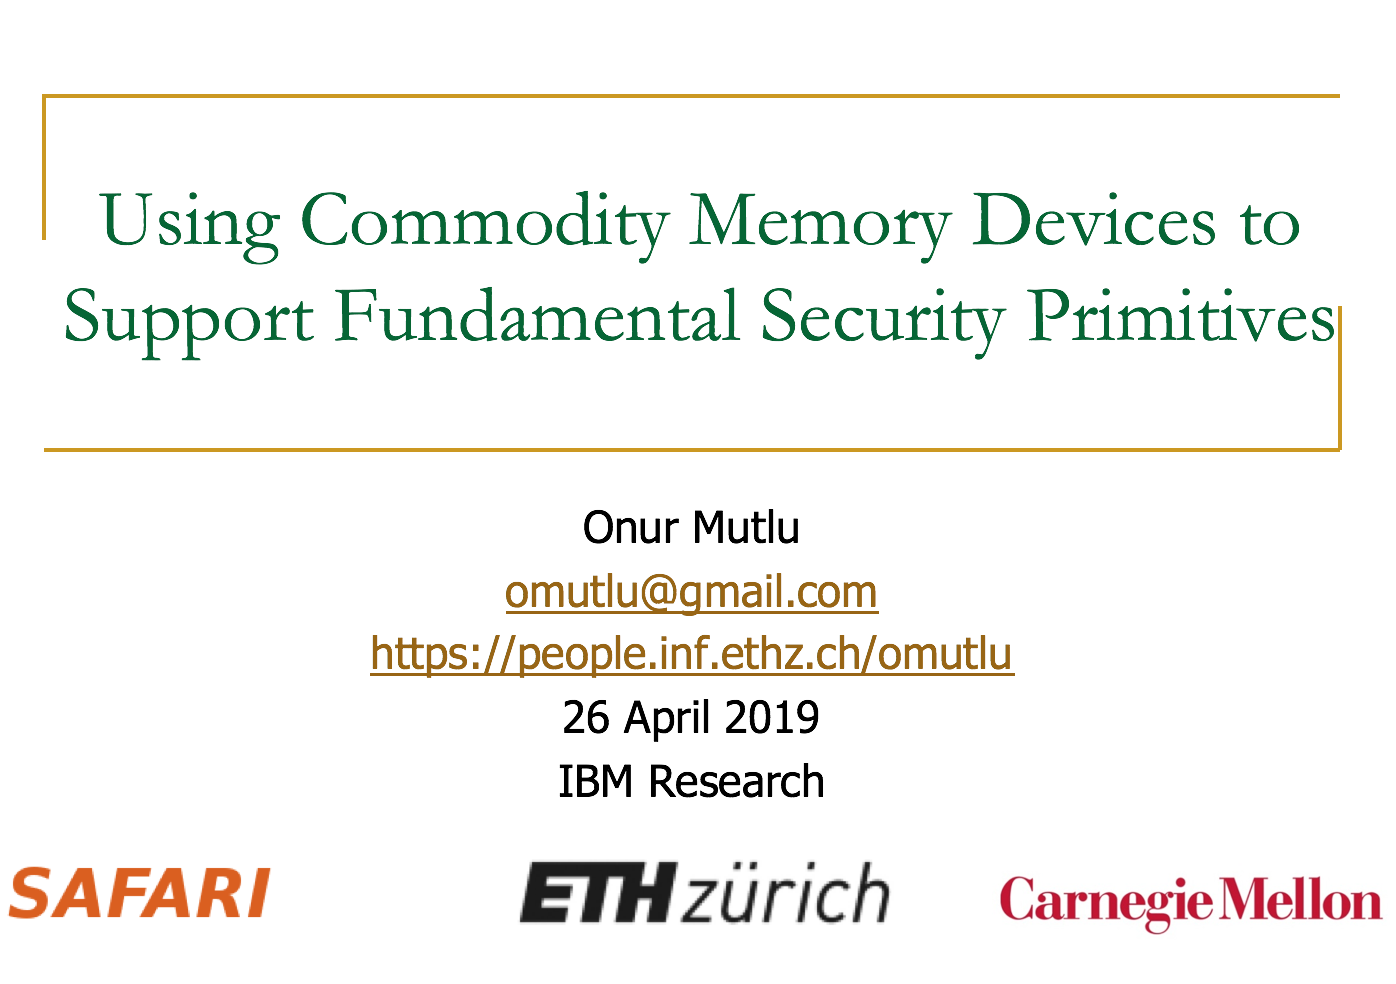 Using Commodity Memory Devices to
Support Fundamental Security Primitives
Onur Mutlu
omutlu@gmail.com
https://people.inf.ethz.ch/omutlu
26 April 2019
IBM Research
SAFARI
ETH zürich
Carnegie Mellon